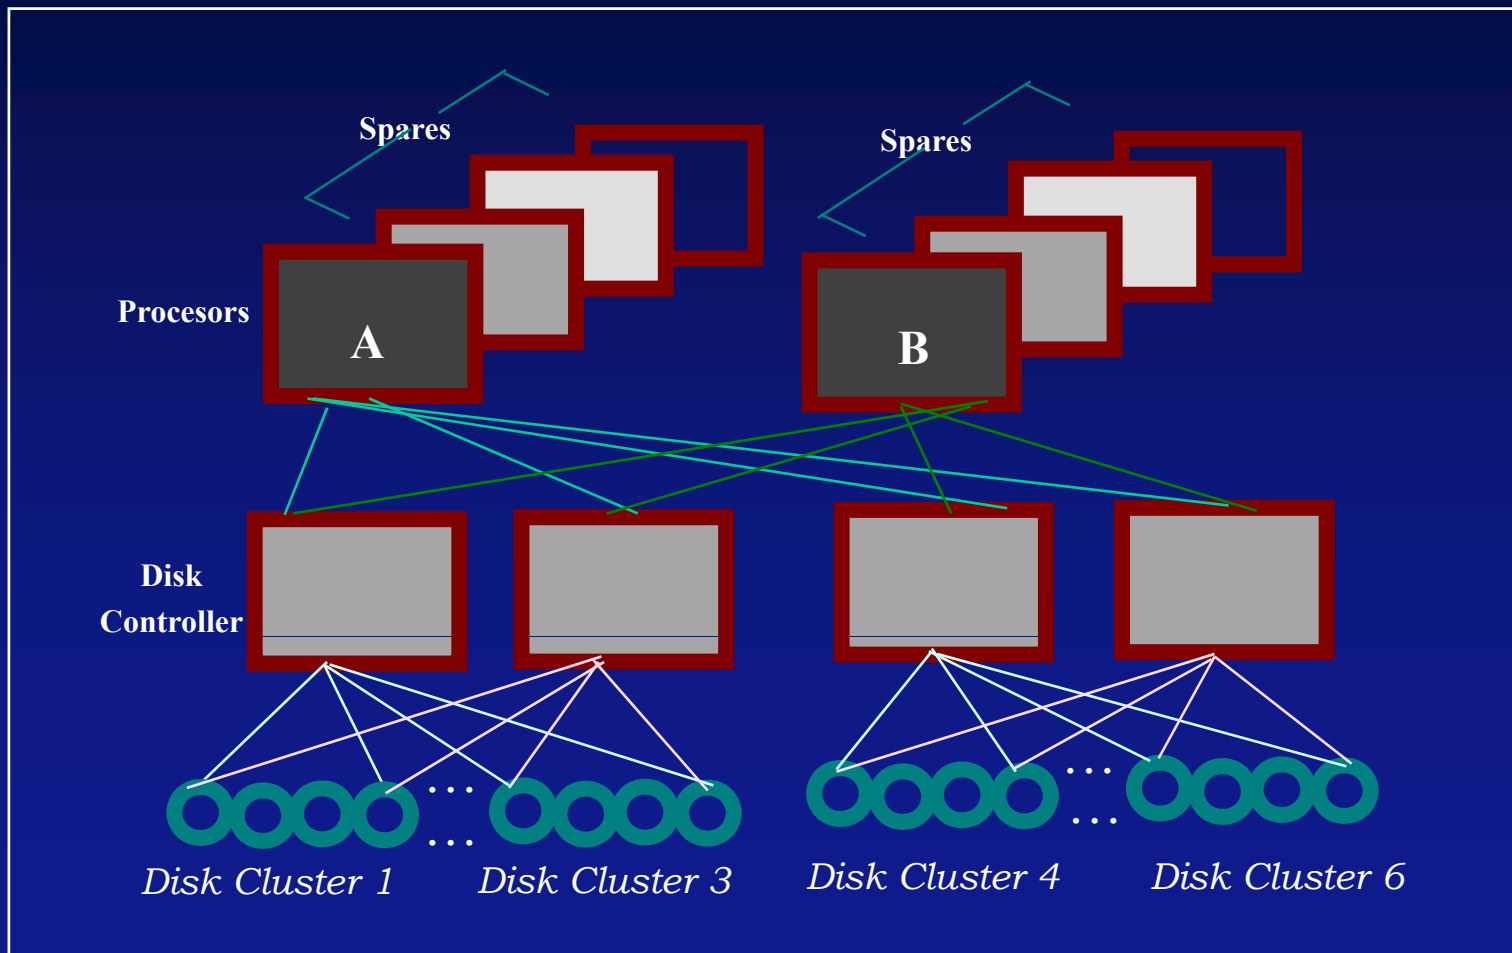 Spares
Spares
Procesors
A
B
Disk
Controller
...
...
...
...
Disk Cluster 1
Disk Cluster 3
Disk Cluster 4
Disk Cluster 6